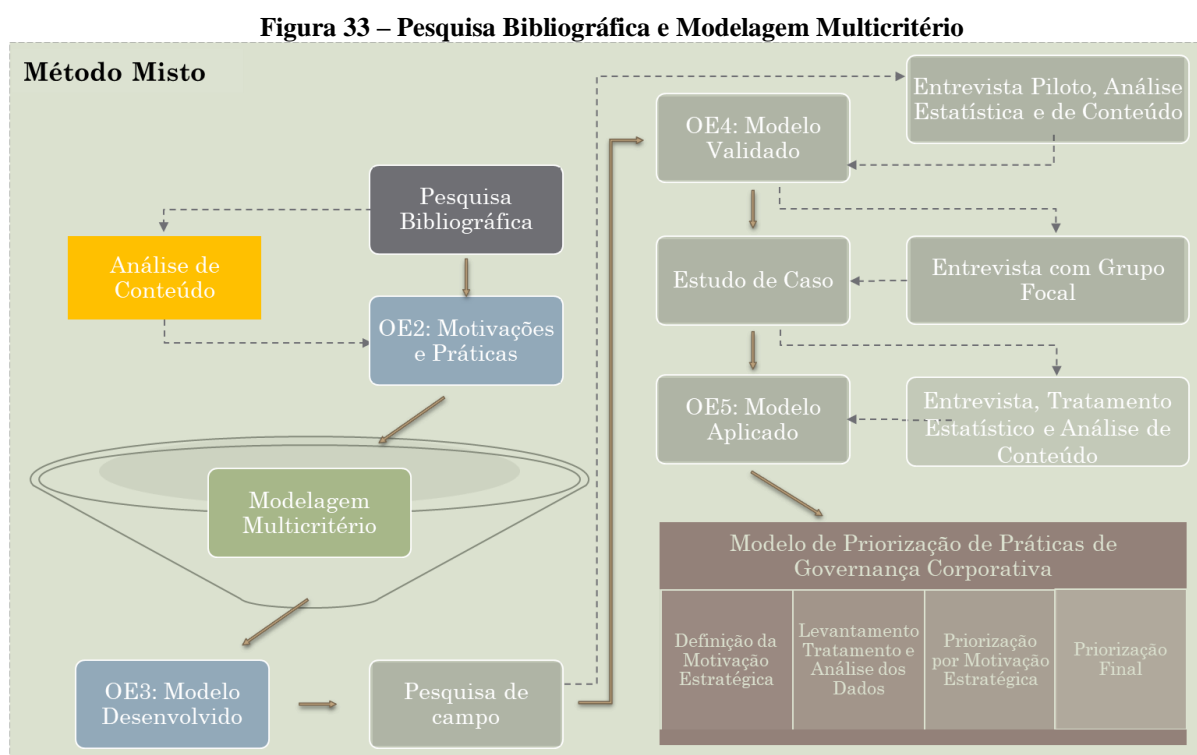 Figura 33 – Pesquisa Bibliográfica e Modelagem Multicritério
Método Misto
Pesquisa
Bibliográfica
Análise de
Conteúdo
OE2: Motivações
e Práticas
Modelagem
Multicritério
OE3: Modelo
Desenvolvido
Pesquisa de
campo
OE4: Modelo
Validado
Entrevista Piloto, Análise
Estatística e de Conteúdo
Estudo de Caso
Entrevista com Grupo
Focal
OE5: Modelo
Aplicado
Entrevista, Tratamento
Estatístico e Análise de
Conteúdo
Modelo de Priorização de Práticas de
Governança Corporativa
Definição da
Motivação
Estratégica
Levantamento
Tratamento e
Análise dos
Dados
Priorização
por Motivação
Estratégica
Priorização
Final